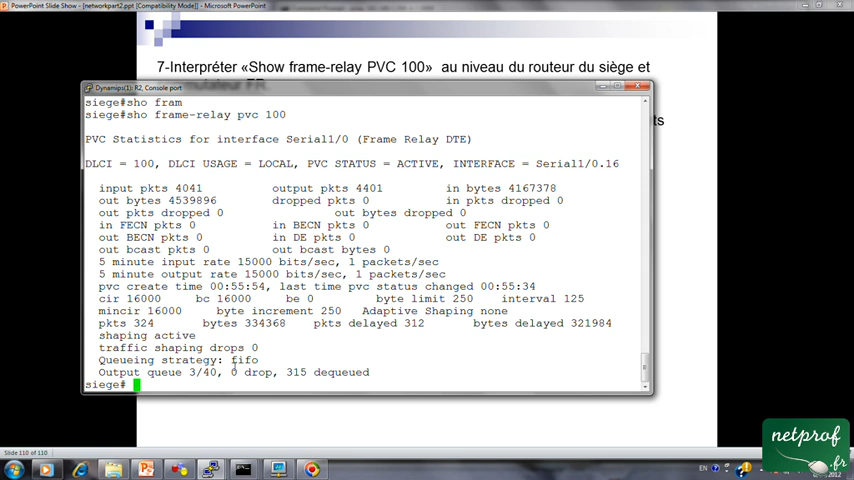 PowerPoint Slide Show - [networkpart2.ppt [Compatibility Mode]] - Microsoft PowerPoint
7-Interpréter «Show frame-relay PVC 100» au niveau du routeur du siège et
mutateur FR.
ts
Dynamips(1): R2, Console port
siege#sho fram
siege#sho frame-relay pvc 100
PVC Statistics for interface Serial1/0 (Frame Relay DTE)
DLCI = 100, DLCI USAGE = LOCAL, PVC STATUS = ACTIVE, INTERFACE = Serial1/0.16
input pkts 4041 output pkts 4401 in bytes 4167378
out bytes 4539896 dropped pkts 0 in pkts dropped 0
out pkts dropped 0 out bytes dropped 0
in FECN pkts 0 in BECN pkts 0 out FECN pkts 0
out BECN pkts 0 in DE pkts 0 out DE pkts 0
out bcast pkts 0 out bcast bytes 0
5 minute input rate 15000 bits/sec, 1 packets/sec
5 minute output rate 15000 bits/sec, 1 packets/sec
pvc create time 00:55:54, last time pvc status changed 00:55:34
cir 16000 bc 16000 be 0 byte limit 250 interval 125
mincir 16000 byte increment 250 Adaptive Shaping none
pkts 324 bytes 334368 pkts delayed 312 bytes delayed 321984
shaping active
traffic shaping drops 0
Queueing strategy: fifo
Output queue 3/40, 0 drop, 315 dequeued
siege#
netprof
.fr
Slide 110 of 110
EN
2012